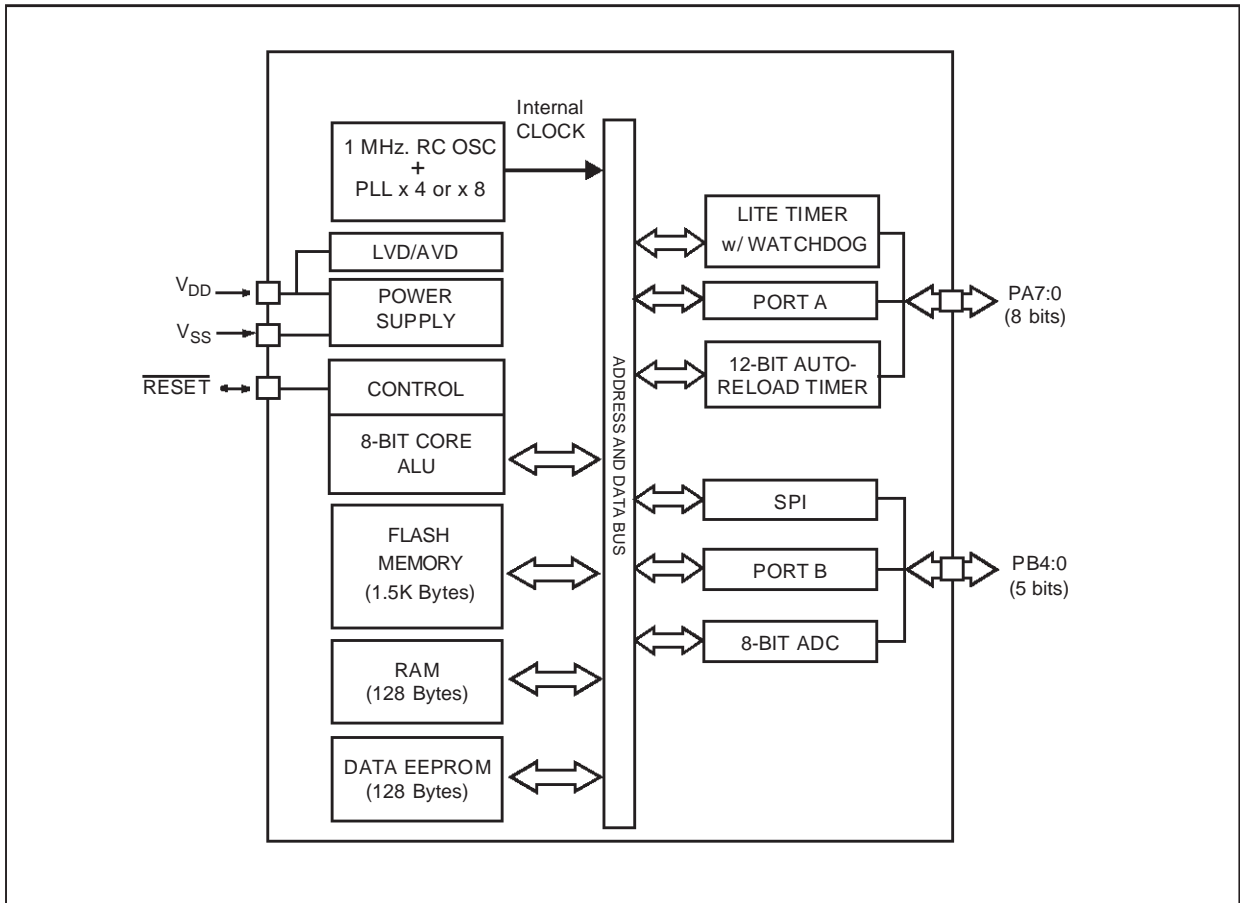 Internal
CLOCK
1 MHz. RC OSC
+
PLL x 4 or x 8
LVD/AVD
VDD
POWER
SUPPLY
VSS
RESET
CONTROL
8-BIT CORE
ALU
FLASH
MEMORY
(1.5K Bytes)
RAM
(128 Bytes)
DATA EEPROM
(128 Bytes)
ADDRESS AND DATA BUS
LITE TIMER
w/ WATCHDOG
PORT A
12-BIT AUTO-
RELOAD TIMER
PA7:0
(8 bits)
SPI
PORT B
8-BIT ADC
PB4:0
(5 bits)